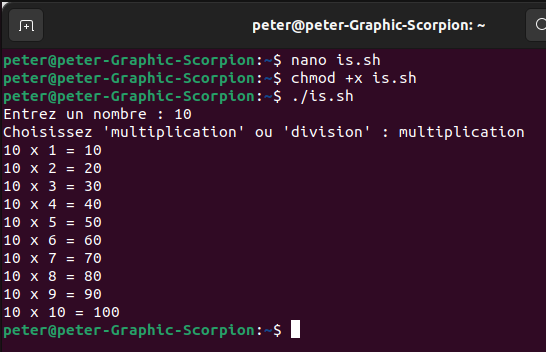 peter@peter-Graphic-Scorpion: ~
peter@peter-Graphic-Scorpion:~$ nano is.sh
peter@peter-Graphic-Scorpion:~$ chmod +x is.sh
peter@peter-Graphic-Scorpion:~$ ./is.sh
Entrez un nombre : 10
Choisissez 'multiplication' ou 'division' : multiplication
10 x 1 = 10
10 x 2 = 20
10 x 3 = 30
10 x 4 = 40
10 x 5 = 50
10 x 6 = 60
10 x 7 = 70
10 x 8 = 80
10 x 9 = 90
10 x 10 = 100
peter@peter-Graphic-Scorpion:~$